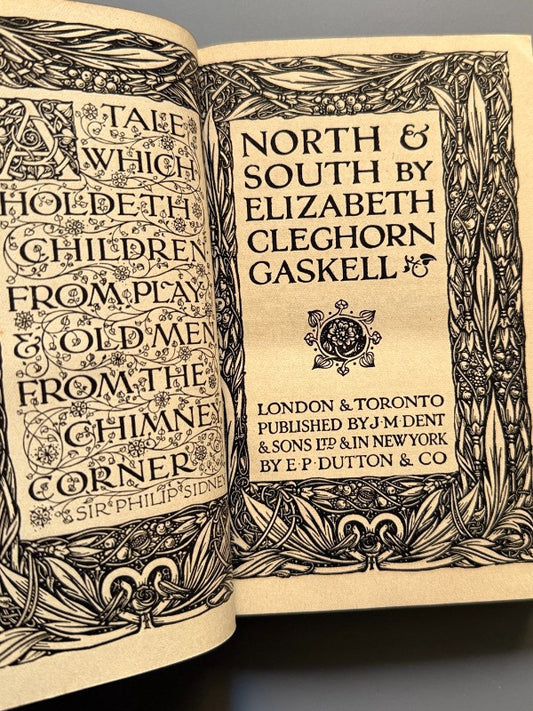 A TALE
WHICH
HOLDETH
CHILDREN
FROM PLAY
& OLD MEN
FROM THE
CHIMNEY
CORNER
SIR PHILIP SIDNEY
NORTH &
SOUTH BY
ELIZABETH
CLEGHORN
GASKELL
LONDON & TORONTO
PUBLISHED BY J·M·DENT
& SONS LTD & IN NEW YORK
BY E·P·DUTTON & CO